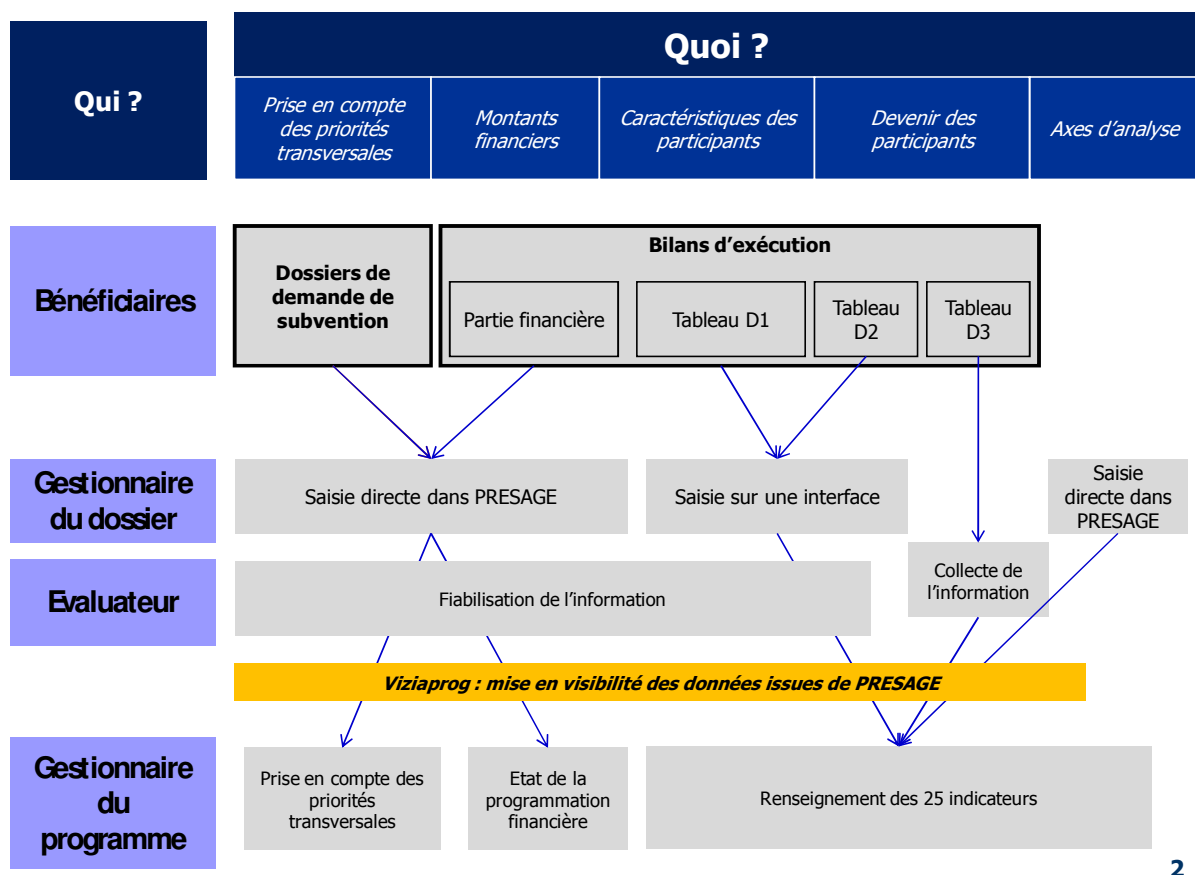 Qui ?
Quoi ?
Prise en compte
des priorités
transversales
Montants
financiers
Caractéristiques des
participants
Devenir des
participants
Axes d'analyse
Bénéficiaires
Dossiers de
demande de
subvention
Bilans d'exécution
Partie financière
Tableau D1
Tableau
D2
Tableau
D3
Gestionnaire
du dossier
Saisie directe dans PRESAGE
Saisie sur une interface
Saisie
directe dans
PRESAGE
Evaluateur
Fiabilisation de l'information
Collecte de
l'information
Viziaprog : mise en visibilité des données issues de PRESAGE
Gestionnaire
du
programme
Prise en compte des
priorités
transversales
Etat de la
programmation
financière
Renseignement des 25 indicateurs
2